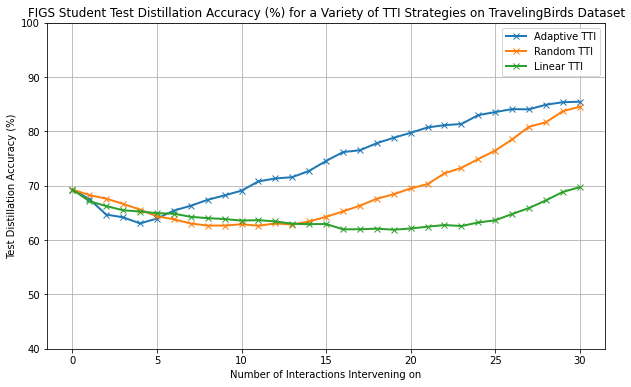 FIGS Student Test Distillation Accuracy (%) for a Variety of TTI Strategies on TravelingBirds Dataset
100
90
80
70
60
50
40
Test Distillation Accuracy (%)
Adaptive TTI
Random TTI
Linear TTI
0 5 10 15 20 25 30
Number of Interactions Intervening on